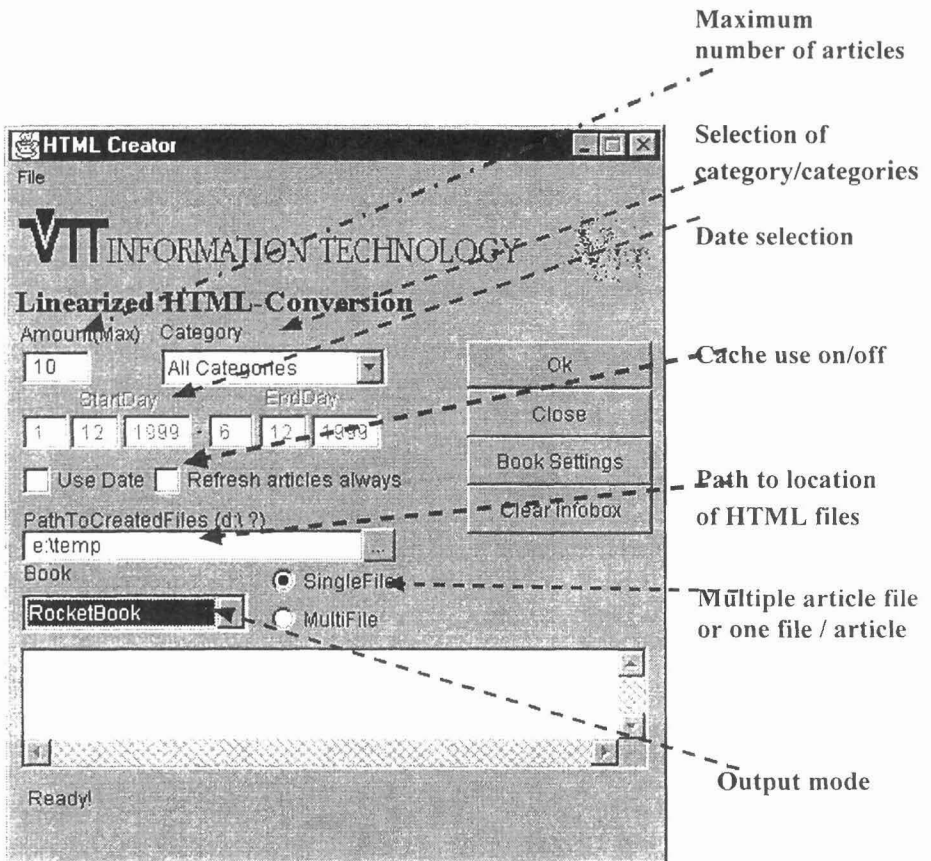 Maximum
number of articles
HTML Creator
Selection of
category/categories
File
VTT INFORMATION TECHNOLOGY
Date selection
Linearized HTML-Conversion
Amount(Max) Category
10 All Categories
Ok
Cache use on/off
StartDay EndDay
Close
1 12 1999 - 6 12 1999
Book Settings
Use Date Refresh articles always
Path to location
of HTML files
Clear Infobox
PathToCreatedFiles (d:\ ?)
e:\temp ...
Book
SingleFile
RocketBook
MultiFile
Multiple article file
or one file / article
Output mode
Ready!